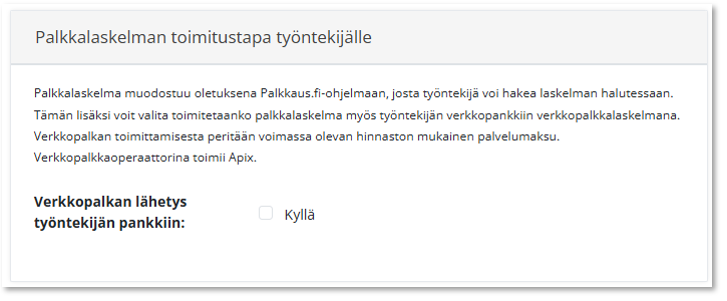 Palkkalaskelman toimitustapa työntekijälle
Palkkalaskelma muodostuu oletuksena Palkkaus.fi-ohjelmaan, josta työntekijä voi hakea laskelman halutessaan.
Tämän lisäksi voit valita toimitetaanko palkkalaskelma myös työntekijän verkkopankkiin verkkopalkkalaskelmana.
Verkkopalkan toimittamisesta peritään voimassa olevan hinnaston mukainen palvelumaksu.
Verkkopalkkaoperaattorina toimii Apix.
Verkkopalkan lähetys
työntekijän pankkiin:
Kyllä